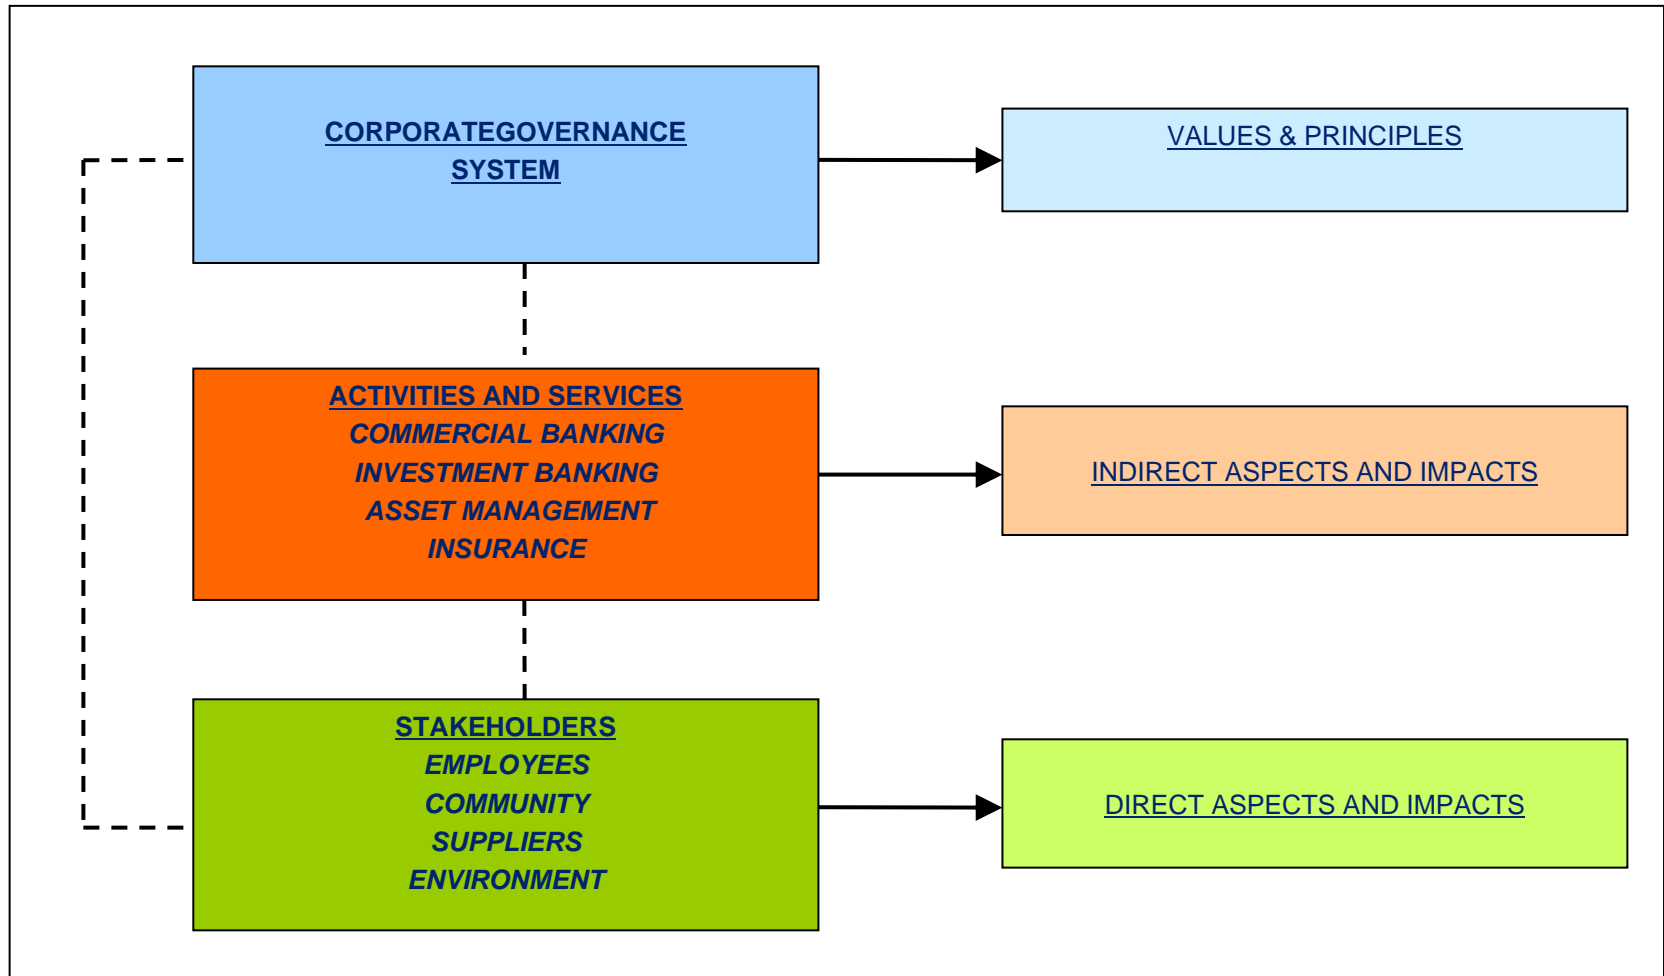 CORPORATEGOVERNANCE
SYSTEM
VALUES & PRINCIPLES
ACTIVITIES AND SERVICES
COMMERCIAL BANKING
INVESTMENT BANKING
ASSET MANAGEMENT
INSURANCE
INDIRECT ASPECTS AND IMPACTS
STAKEHOLDERS
EMPLOYEES
COMMUNITY
SUPPLIERS
ENVIRONMENT
DIRECT ASPECTS AND IMPACTS